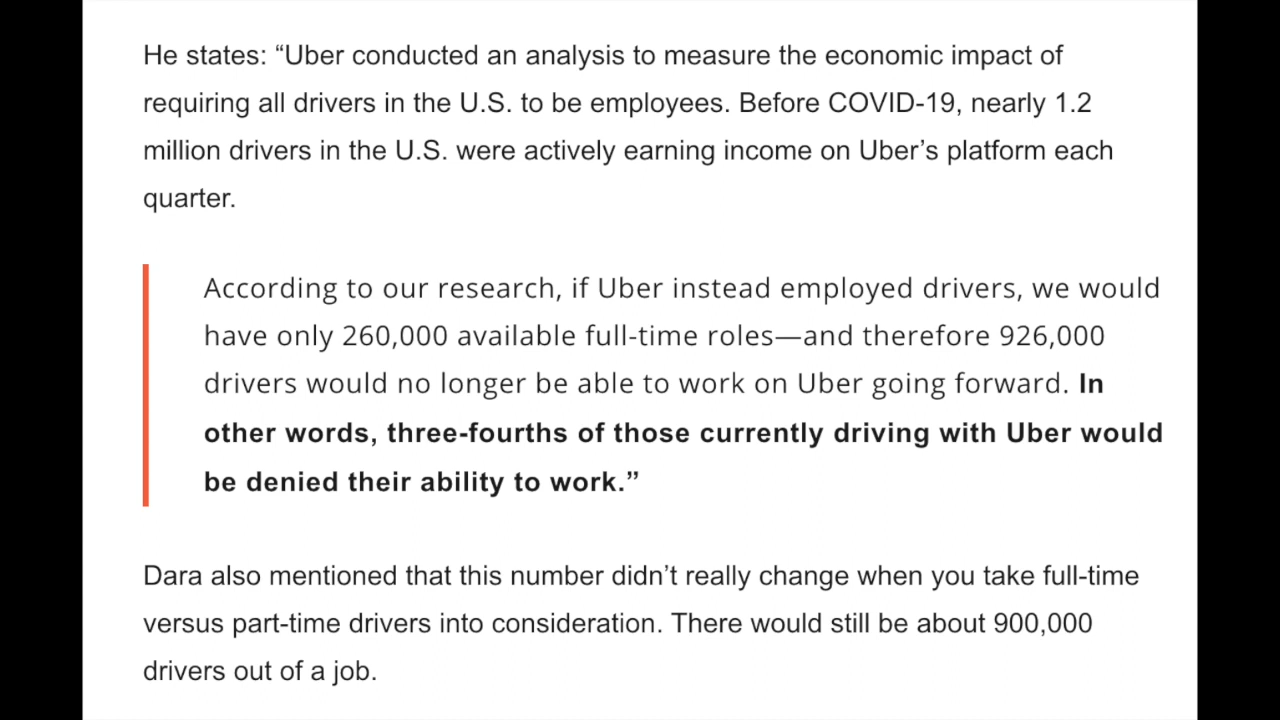 He states: “Uber conducted an analysis to measure the economic impact of
requiring all drivers in the U.S. to be employees. Before COVID-19, nearly 1.2
million drivers in the U.S. were actively earning income on Uber’s platform each
quarter.
According to our research, if Uber instead employed drivers, we would
have only 260,000 available full-time roles—and therefore 926,000
drivers would no longer be able to work on Uber going forward. In
other words, three-fourths of those currently driving with Uber would
be denied their ability to work.”
Dara also mentioned that this number didn’t really change when you take full-time
versus part-time drivers into consideration. There would still be about 900,000
drivers out of a job.